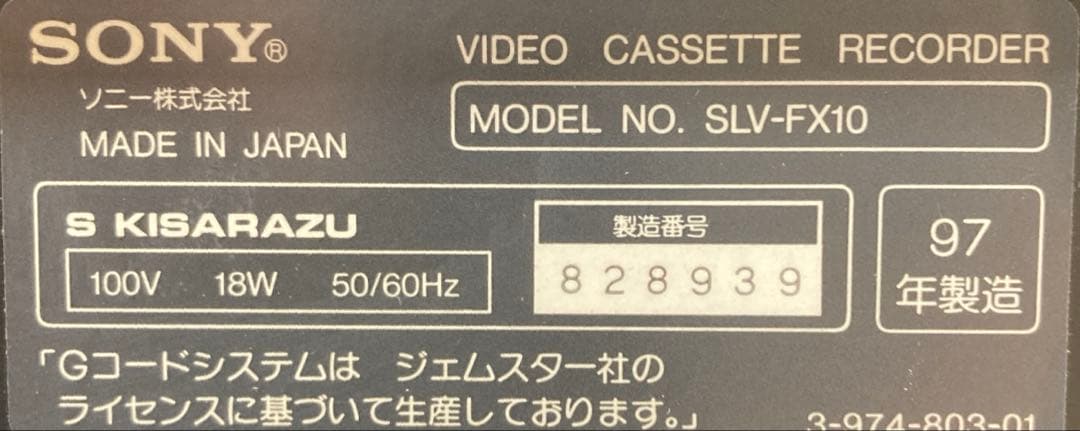 SONY®
VIDEO CASSETTE RECORDER
ソニー株式会社
MODEL NO. SLV-FX10
MADE IN JAPAN
S KISARAZU
100V 18W 50/60Hz
製造番号
828939
97
年製造
「Gコードシステムは ジェムスター社の
ライセンスに基づいて生産しております。」
3-974-803-01